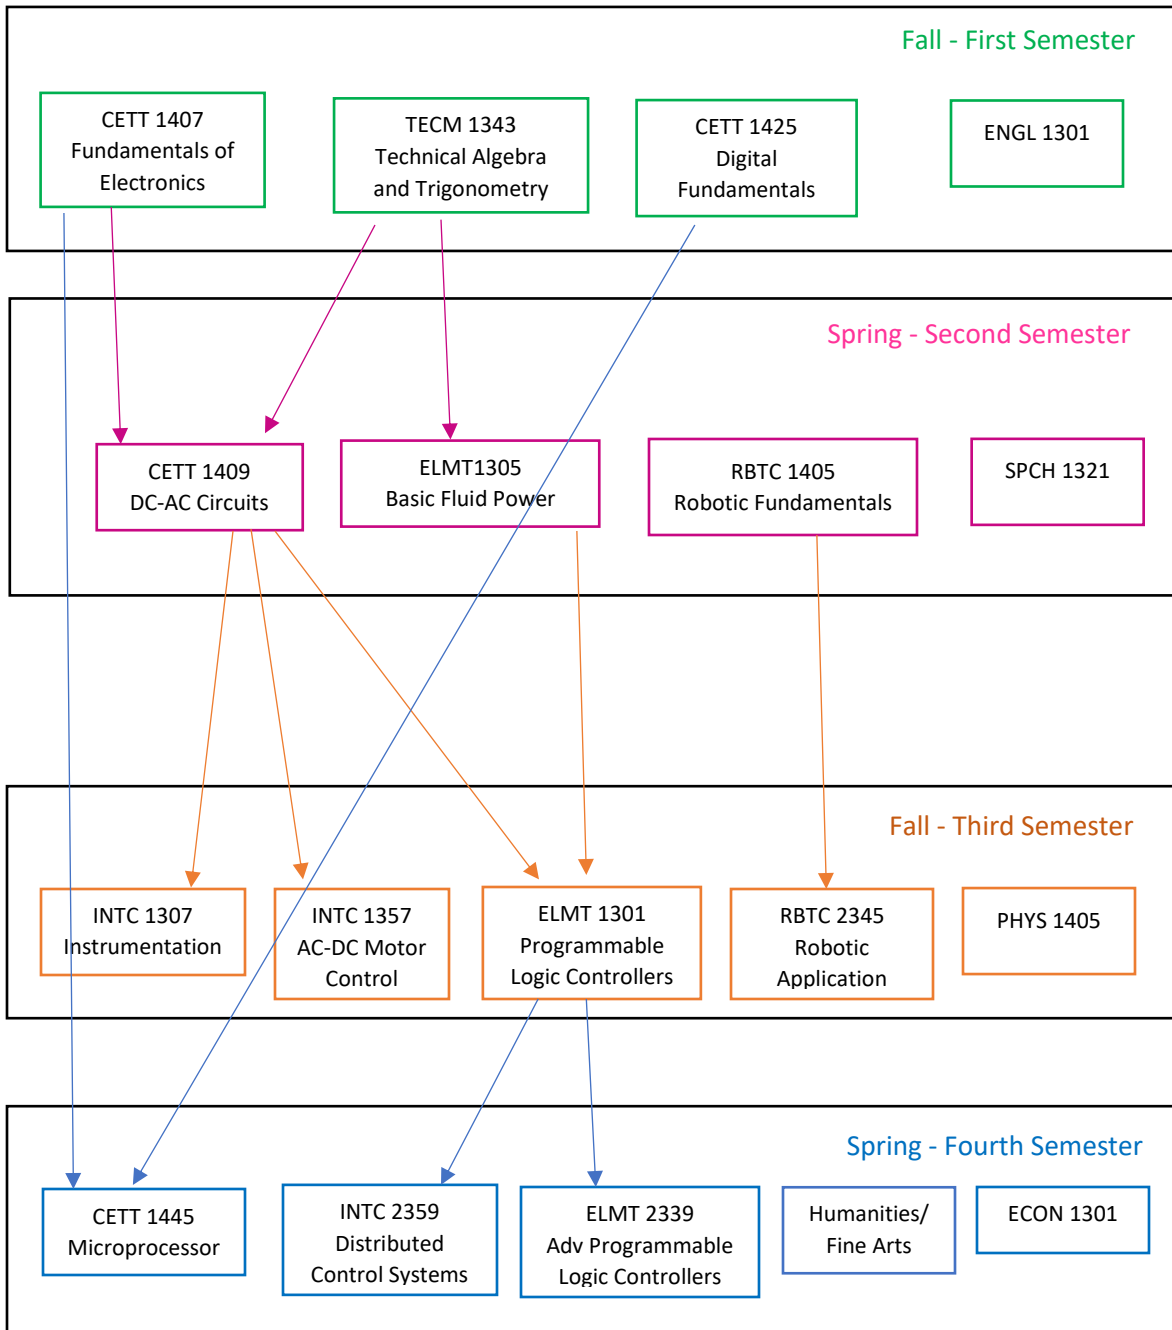 Fall - First Semester
CETT 1407
Fundamentals of
Electronics
TECM 1343
Technical Algebra
and Trigonometry
CETT 1425
Digital
Fundamentals
ENGL 1301
Spring - Second Semester
CETT 1409
DC-AC Circuits
ELMT1305
Basic Fluid Power
RBTC 1405
Robotic Fundamentals
SPCH 1321
Fall - Third Semester
INTC 1307
Instrumentation
INTC 1357
AC-DC Motor
Control
ELMT 1301
Programmable
Logic Controllers
RBTC 2345
Robotic
Application
PHYS 1405
Spring - Fourth Semester
CETT 1445
Microprocessor
INTC 2359
Distributed
Control Systems
ELMT 2339
Adv Programmable
Logic Controllers
Humanities/
Fine Arts
ECON 1301